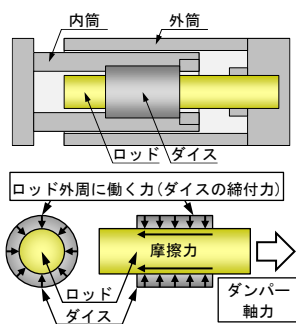 内筒
外筒
ロッド
ダイス
ロッド外周に働く力(ダイスの締付力)
摩擦力
ロッド
ダイス
ダンパー
軸力